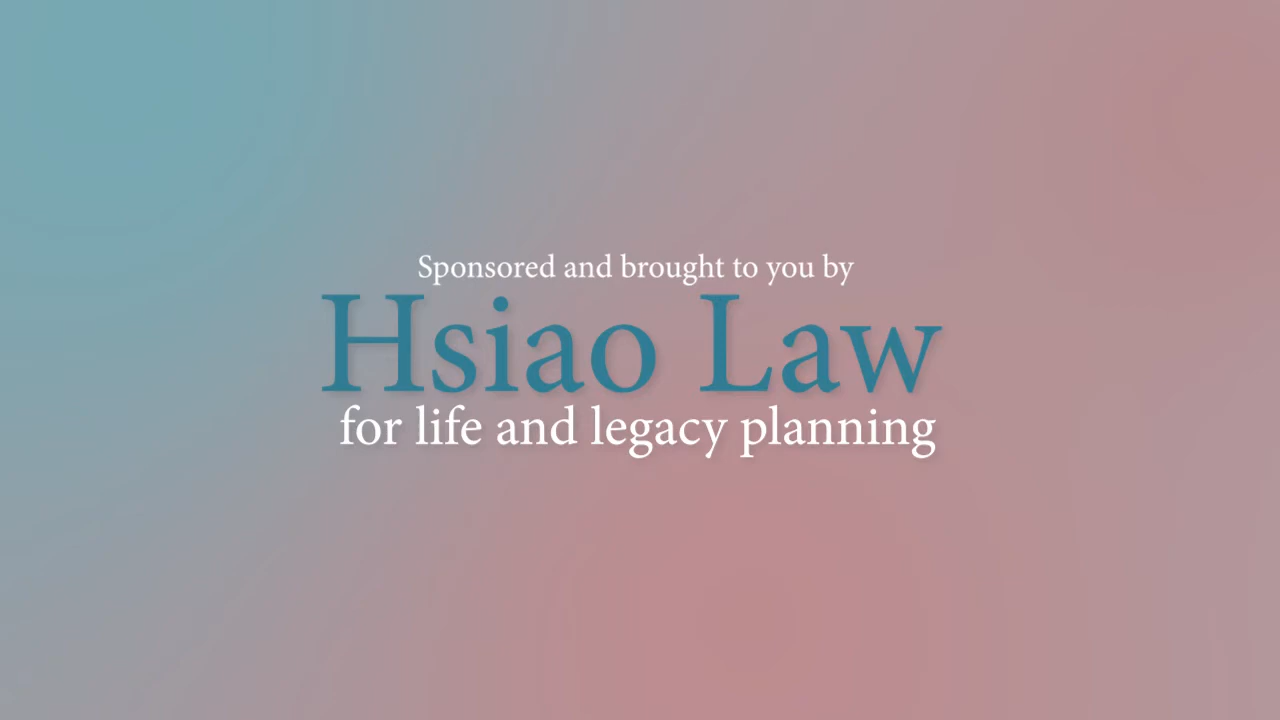 Sponsored and brought to you by
Hsiao Law
for life and legacy planning